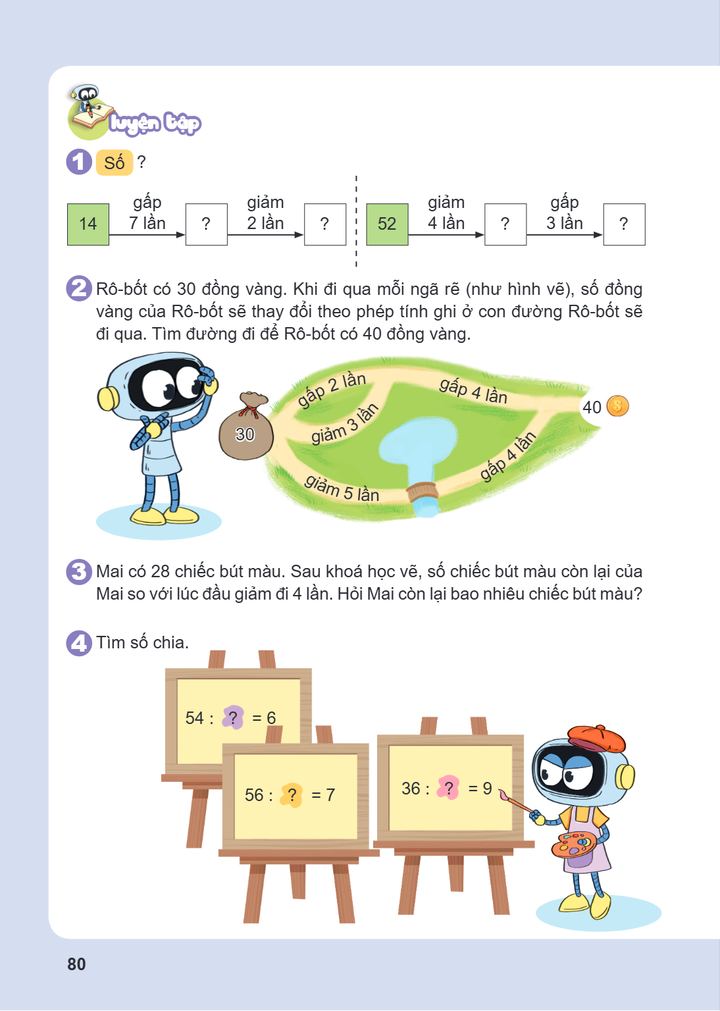 luyện tập
1 Số ?
gấp giảm giảm gấp
14 7 lần ? 2 lần ? 52 4 lần ? 3 lần ?
2 Rô-bốt có 30 đồng vàng. Khi đi qua mỗi ngã rẽ (như hình vẽ), số đồng
vàng của Rô-bốt sẽ thay đổi theo phép tính ghi ở con đường Rô-bốt sẽ
đi qua. Tìm đường đi để Rô-bốt có 40 đồng vàng.
gấp 2 lần
gấp 4 lần
30
giảm 3 lần
40
gấp 4 lần
giảm 5 lần
3 Mai có 28 chiếc bút màu. Sau khoá học vẽ, số chiếc bút màu còn lại của
Mai so với lúc đầu giảm đi 4 lần. Hỏi Mai còn lại bao nhiêu chiếc bút màu?
4 Tìm số chia.
54 : ? = 6
56 : ? = 7
36 : ? = 9
80